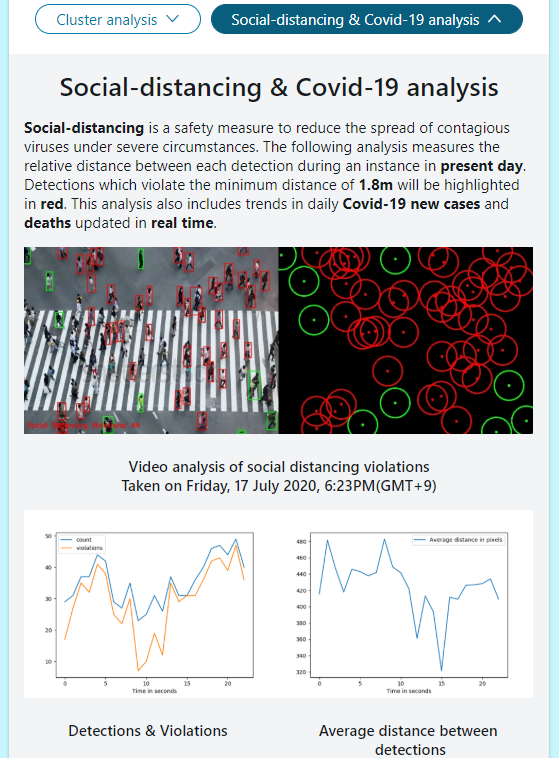 Cluster analysis
Social-distancing & Covid-19 analysis
Social-distancing & Covid-19 analysis
Social-distancing is a safety measure to reduce the spread of contagious
viruses under severe circumstances. The following analysis measures the
relative distance between each detection during an instance in present day.
Detections which violate the minimum distance of 1.8m will be highlighted
in red. This analysis also includes trends in daily Covid-19 new cases and
deaths updated in real time.
Video analysis of social distancing violations
Taken on Friday, 17 July 2020, 6:23PM(GMT+9)
count
violations
50
40
30
20
10
0 5 10 15 20
Time in seconds
Average distance in pixels
480
460
440
420
400
380
360
340
320
0 5 10 15 20
Time in seconds
Detections & Violations
Average distance between
detections